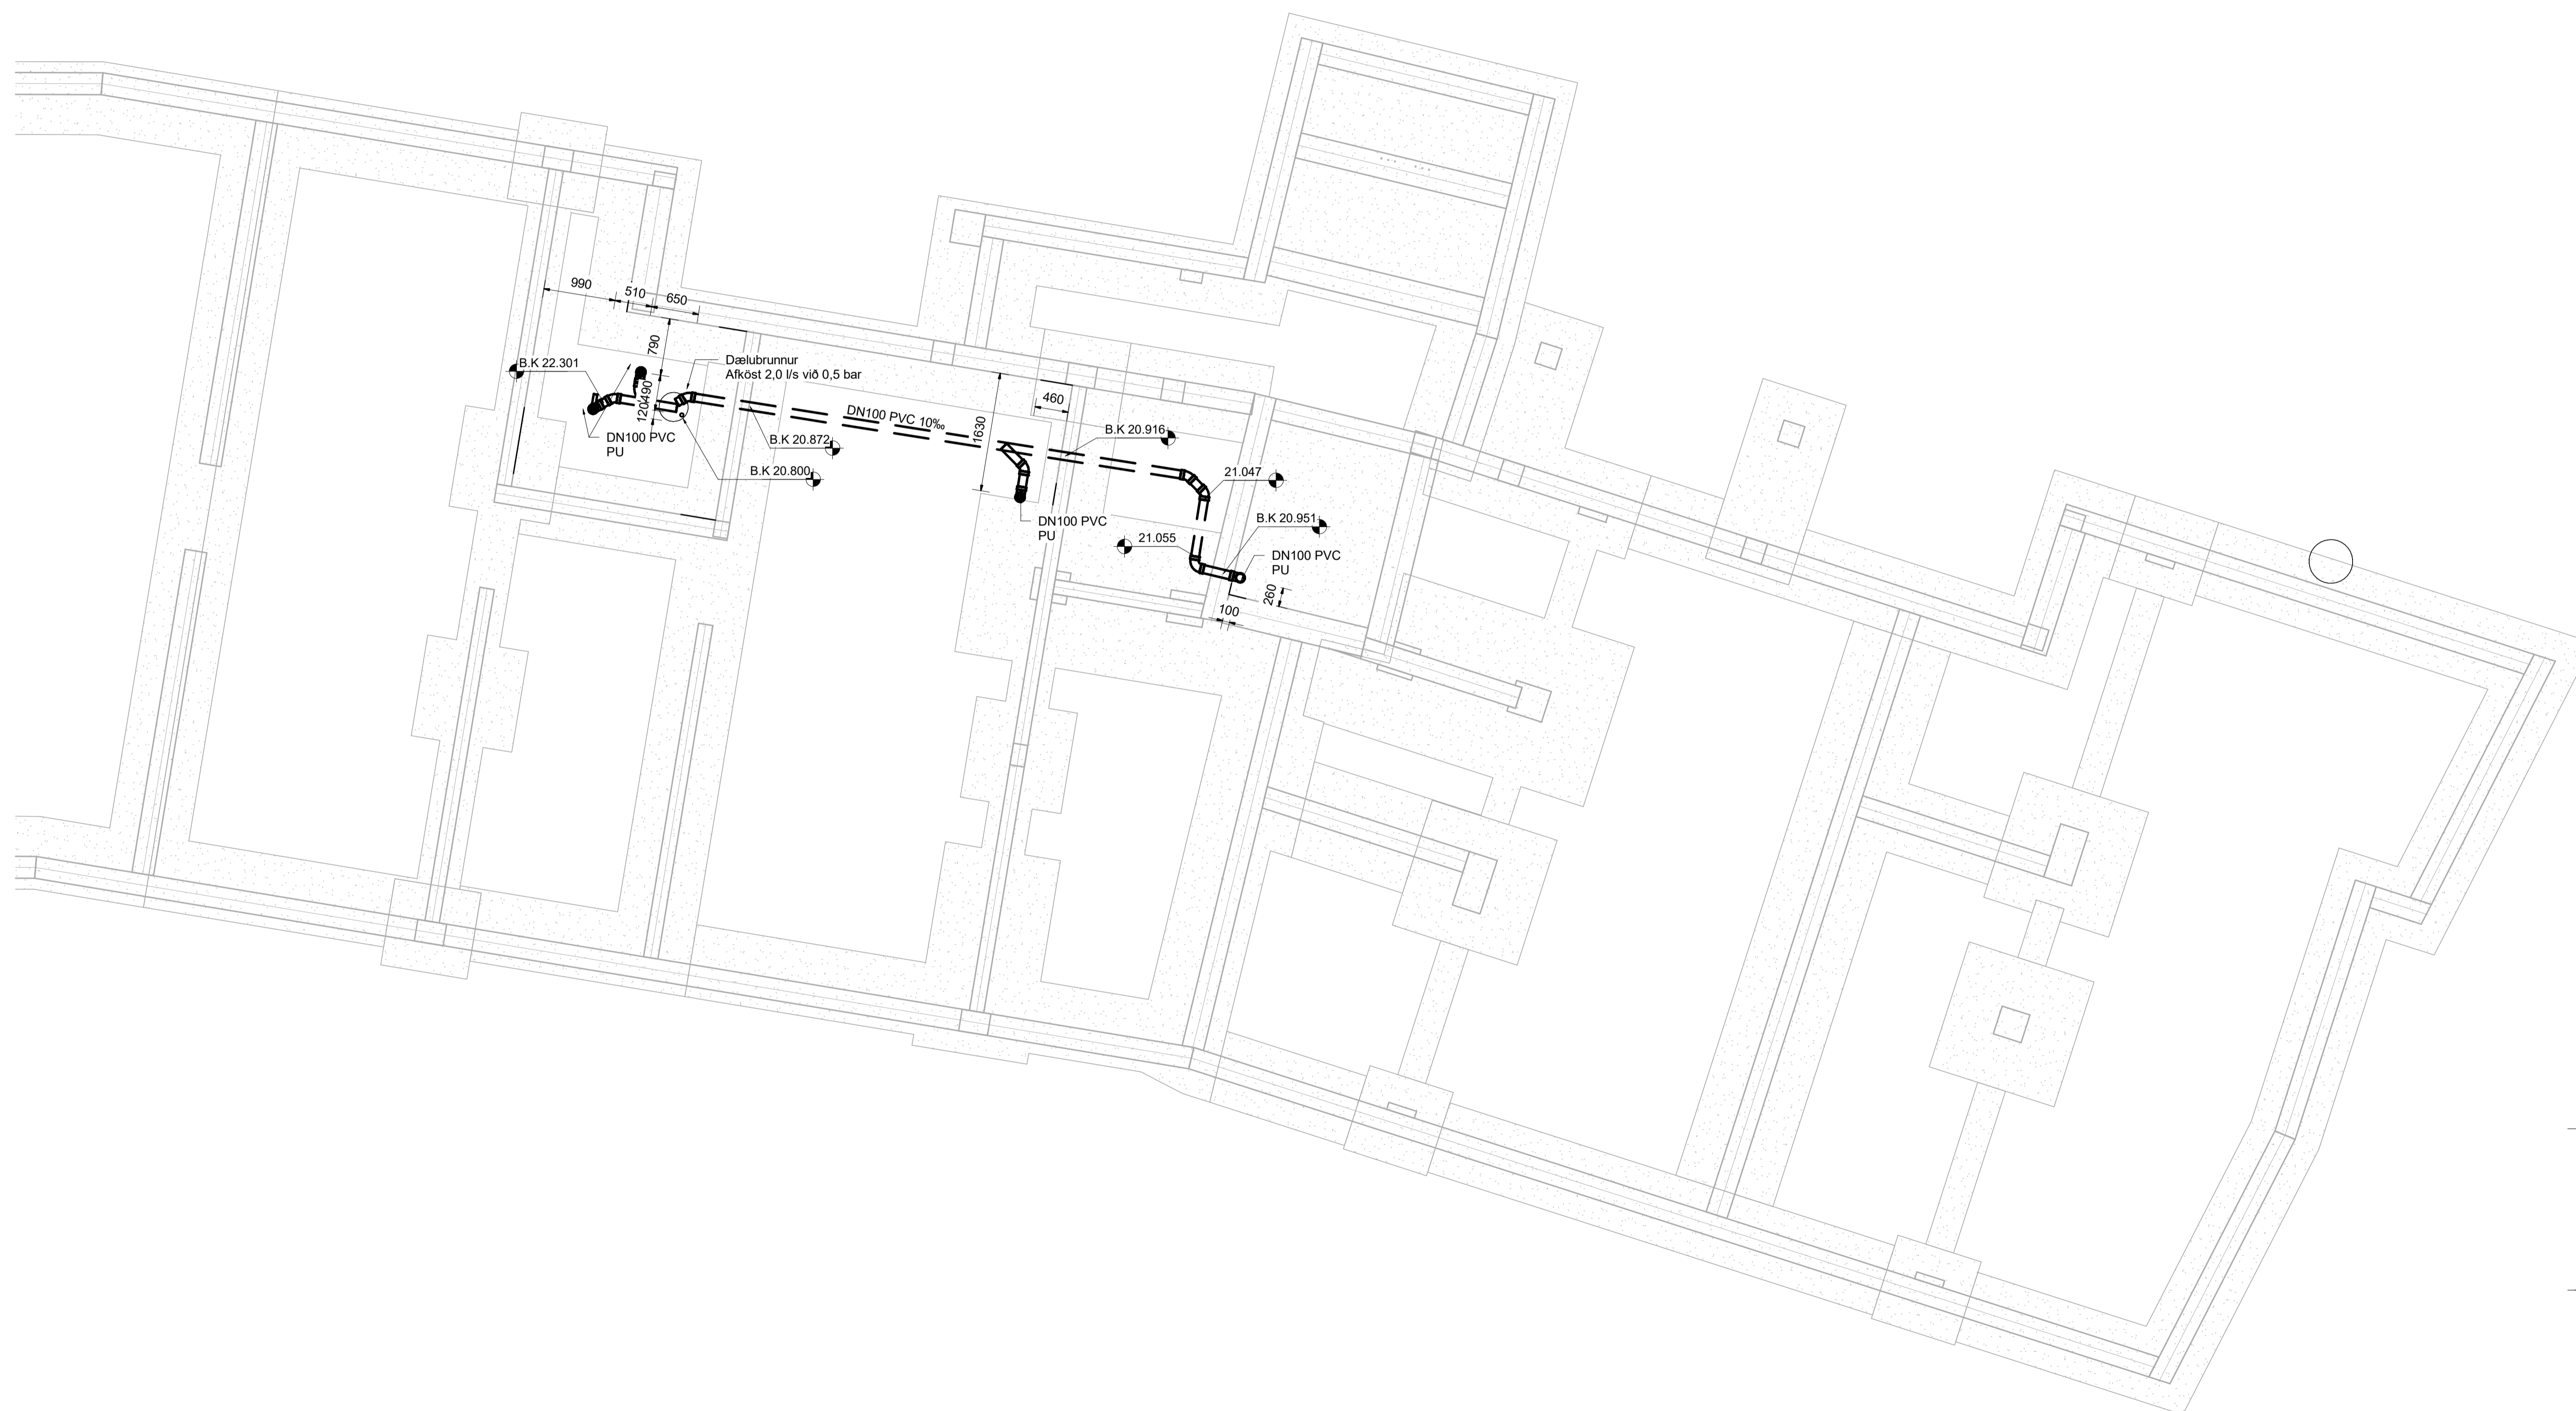 990
510
650
790
B.K 22.301
Dælubrunnur
Afköst 2,0 l/s við 0,5 bar
490
120
460
DN100 PVC 10‰
1630
B.K 20.916
DN100 PVC
PU
B.K 20.872
B.K 20.800
21.047
DN100 PVC
PU
B.K 20.951
21.055
DN100 PVC
PU
260
100